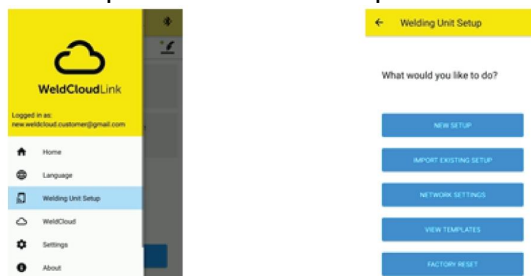 WeldCloudLink
Logged in as:
new.weldcloud.customer@gmail.com
Home
Language
Welding Unit Setup
WeldCloud
Settings
About
Welding Unit Setup
What would you like to do?
NEW SETUP
IMPORT EXISTING SETUP
NETWORK SETTINGS
VIEW TEMPLATES
FACTORY RESET